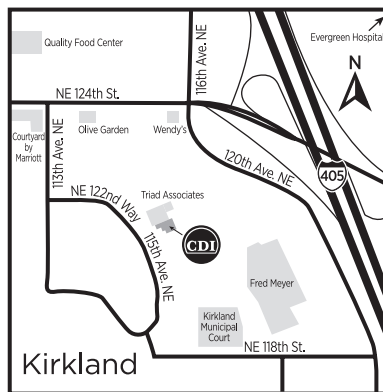 Quality Food Center
116th Ave. NE
Evergreen Hospital
N
NE 124th St.
Courtyard
by
Marriott
113th Ave. NE
Olive Garden
Wendy's
405
120th Ave. NE
NE 122nd Way
Triad Associates
115th Ave. NE
CDI
Fred Meyer
Kirkland
Municipal
Court
NE 118th St.
Kirkland